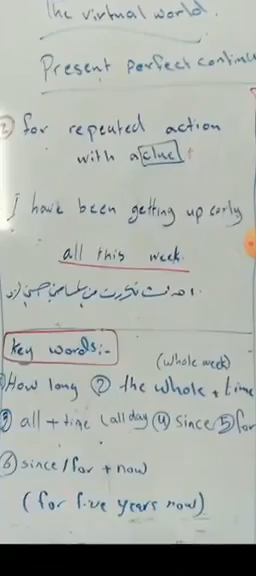 The virtual world.
Present perfect continu
② for repeated action
with a clue
I have been getting up early
all this week.
Key words:-
(whole week)
How long ② the whole + time
③ all + time (all day ④ since ⑤ for
⑥ since/for + now
(for five years now)